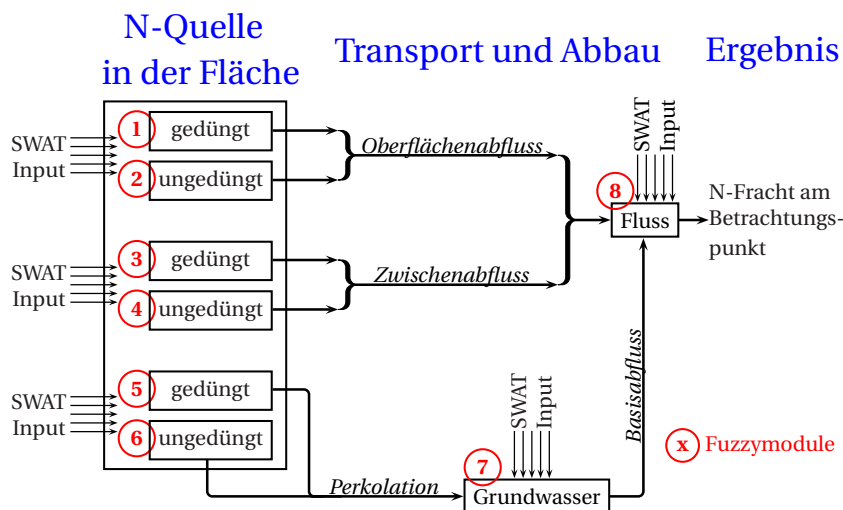 N-Quelle
in der Fläche
Transport und Abbau
Ergebnis
SWAT
Input
1
gedüngt
2
ungedüngt
Oberflächenabfluss
SWAT
Input
8
Fluss
N-Fracht am
Betrachtungs-
punkt
SWAT
Input
3
gedüngt
4
ungedüngt
Zwischenabfluss
Basisabfluss
SWAT
Input
5
gedüngt
6
ungedüngt
Perkolation
SWAT
Input
7
Grundwasser
x Fuzzymodule